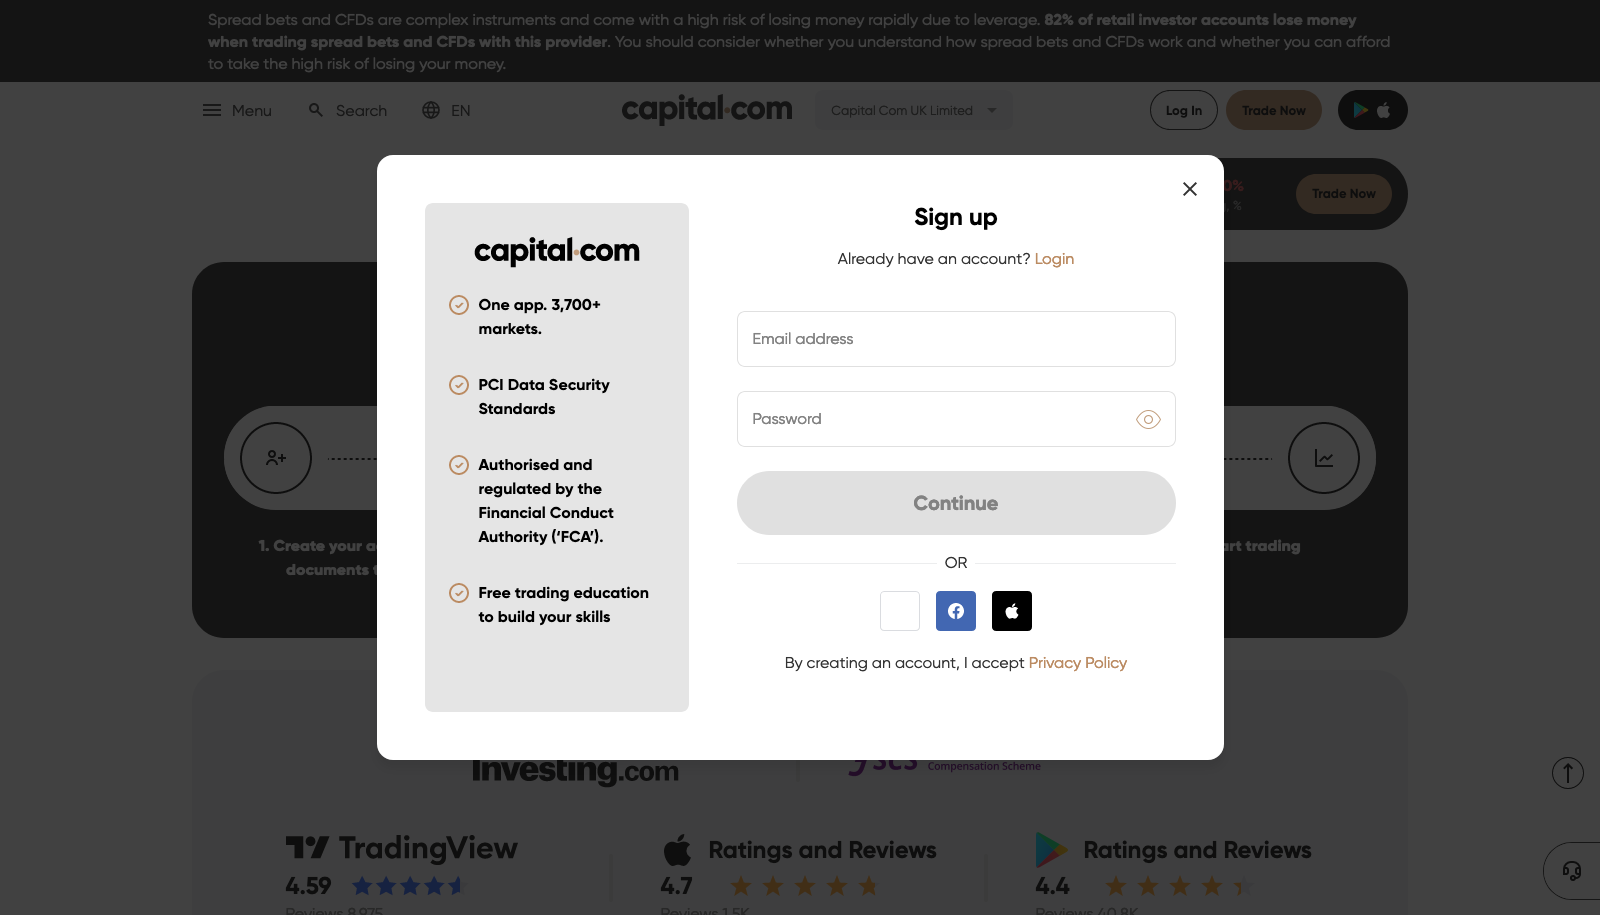 Spread bets and CFDs are complex instruments and come with a high risk of losing money rapidly due to leverage. 82% of retail investor accounts lose money
when trading spread bets and CFDs with this provider. You should consider whether you understand how spread bets and CFDs work and whether you can afford
to take the high risk of losing your money.
Menu
Search
EN
capital.com
Capital Com UK Limited
Log In
Trade Now
Trade Now
capital.com
One app. 3,700+
markets.
PCI Data Security
Standards
Authorised and
regulated by the
Financial Conduct
Authority (‘FCA’).
Free trading education
to build your skills
Sign up
Already have an account? Login
Email address
Password
Continue
OR
By creating an account, I accept Privacy Policy
1. Create your
documents
trading
Investing.com
Compensation Scheme
TradingView
4.59
Reviews 8,975
Ratings and Reviews
4.7
Reviews 1.5K
Ratings and Reviews
4.4
Reviews 40.8K